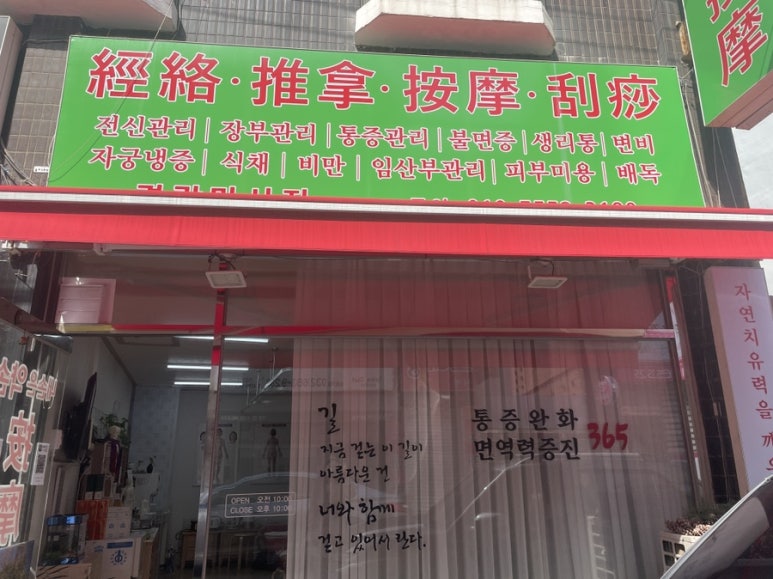 經絡·推拿·按摩·刮痧
전신관리|장부관리|통증관리|불면증|생리통|변비
자궁냉증|식채|비만|임산부관리|피부미용|배독
摩
자연치유력을
길
지금 걷는 이 길이
아름다운 건
너와 함께
걷고 있어서 란다.
통증완화
면역력증진 365
OPEN 오전 10:00
CLOSE 오후 10:00
按摩